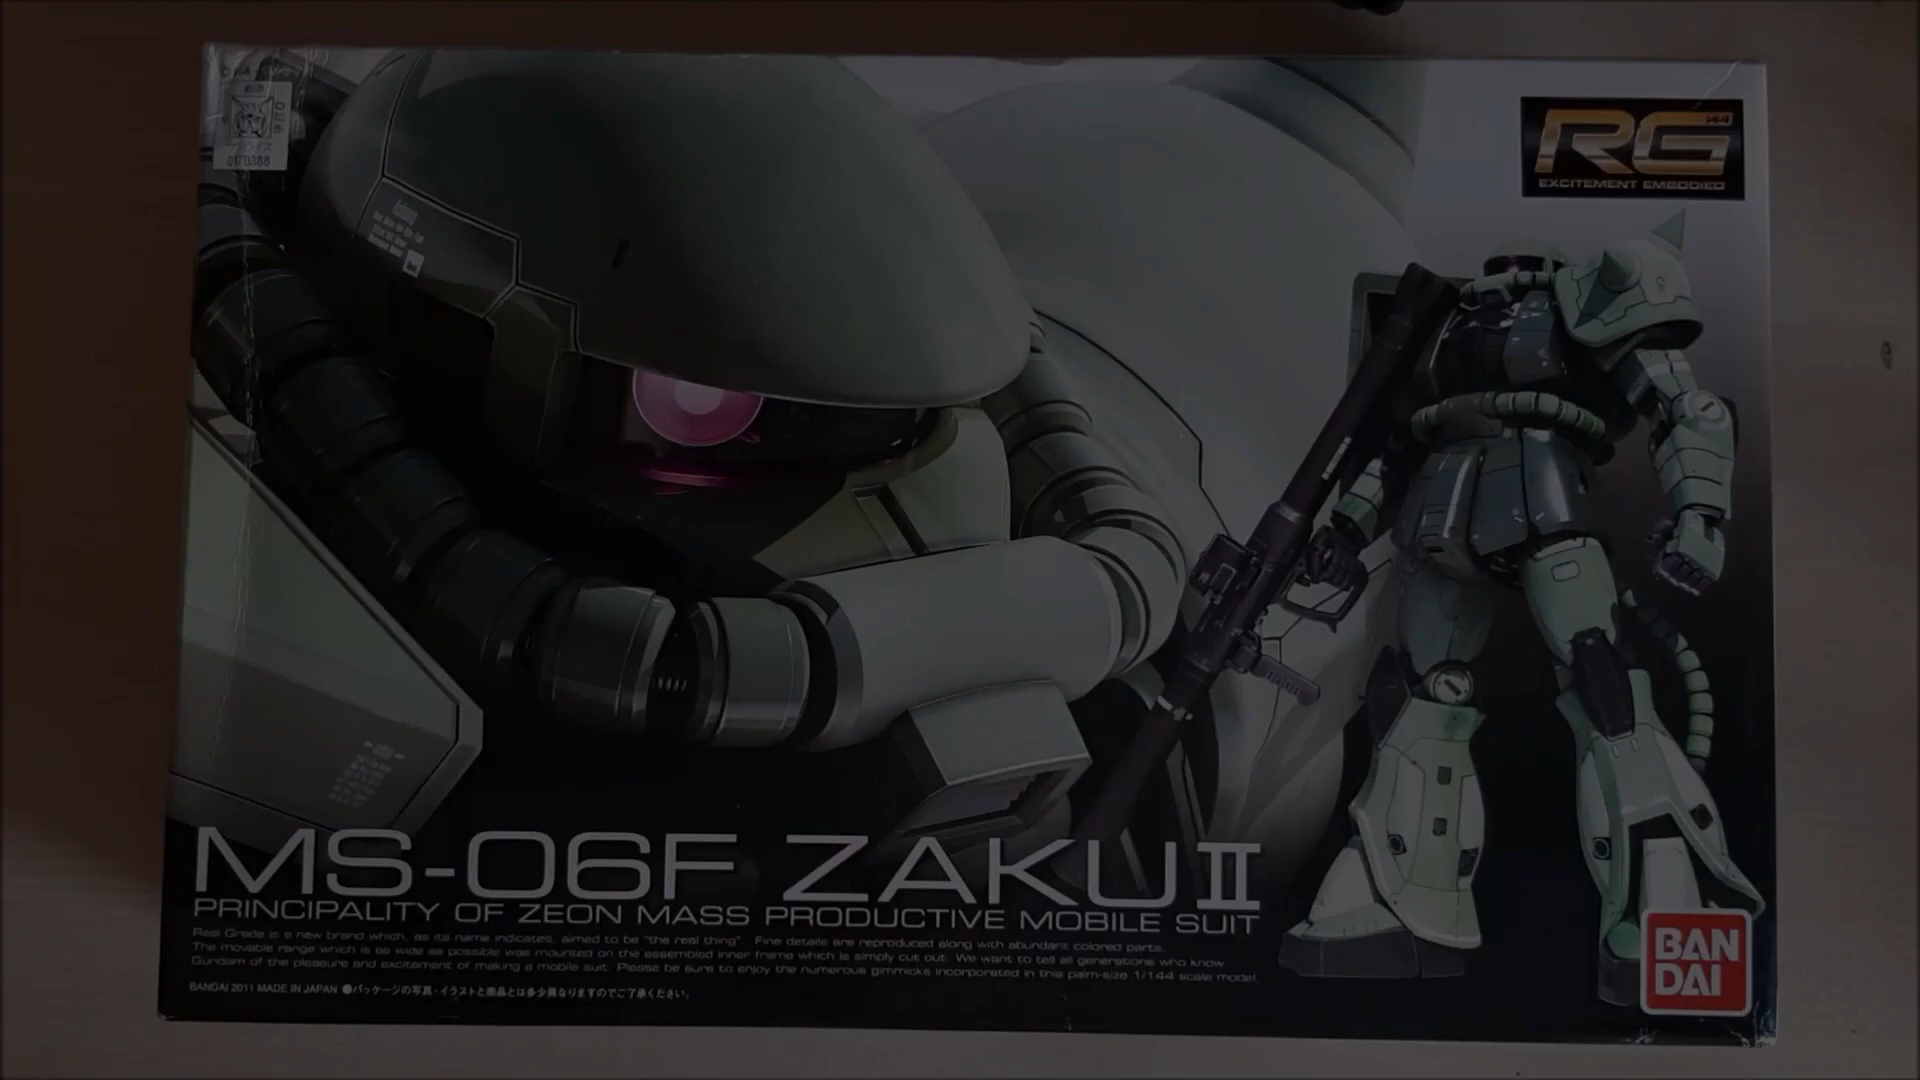 0170388
RG
1/44
EXCITEMENT EMBODIED
MS-06F ZAKUⅡ
PRINCIPALITY OF ZEON MASS PRODUCTIVE MOBILE SUIT
Real Grade is a new brand which, as its name indicates, aimed to be "the real thing". Fine details are reproduced along with abundant colored parts.
The movable range which is as wide as possible was mounted on the assembled inner frame which is simply cut out. We want to tell all generations who know
Gundam of the pleasure and excitement of making a mobile suit. Please be sure to enjoy the numerous gimmicks incorporated in this palm-size 1/144 scale model.
BANDAI 2011 MADE IN JAPAN ●パッケージの写真・イラストと商品とは多少異なりますのでご了承ください。
BAN
DAI